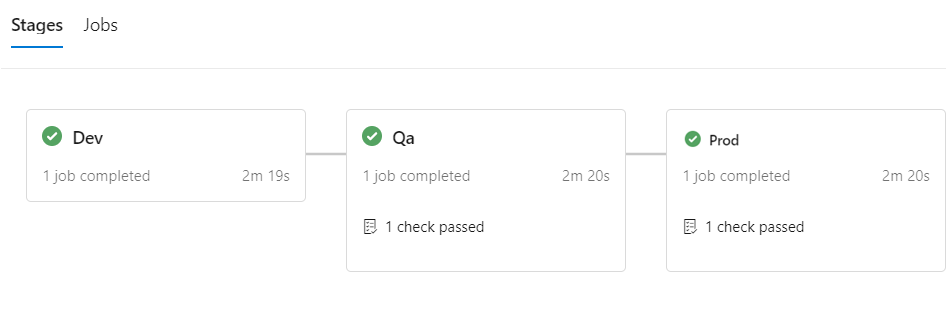 Stages Jobs
Dev
1 job completed 2m 19s
Qa
1 job completed 2m 20s
1 check passed
Prod
1 job completed 2m 20s
1 check passed